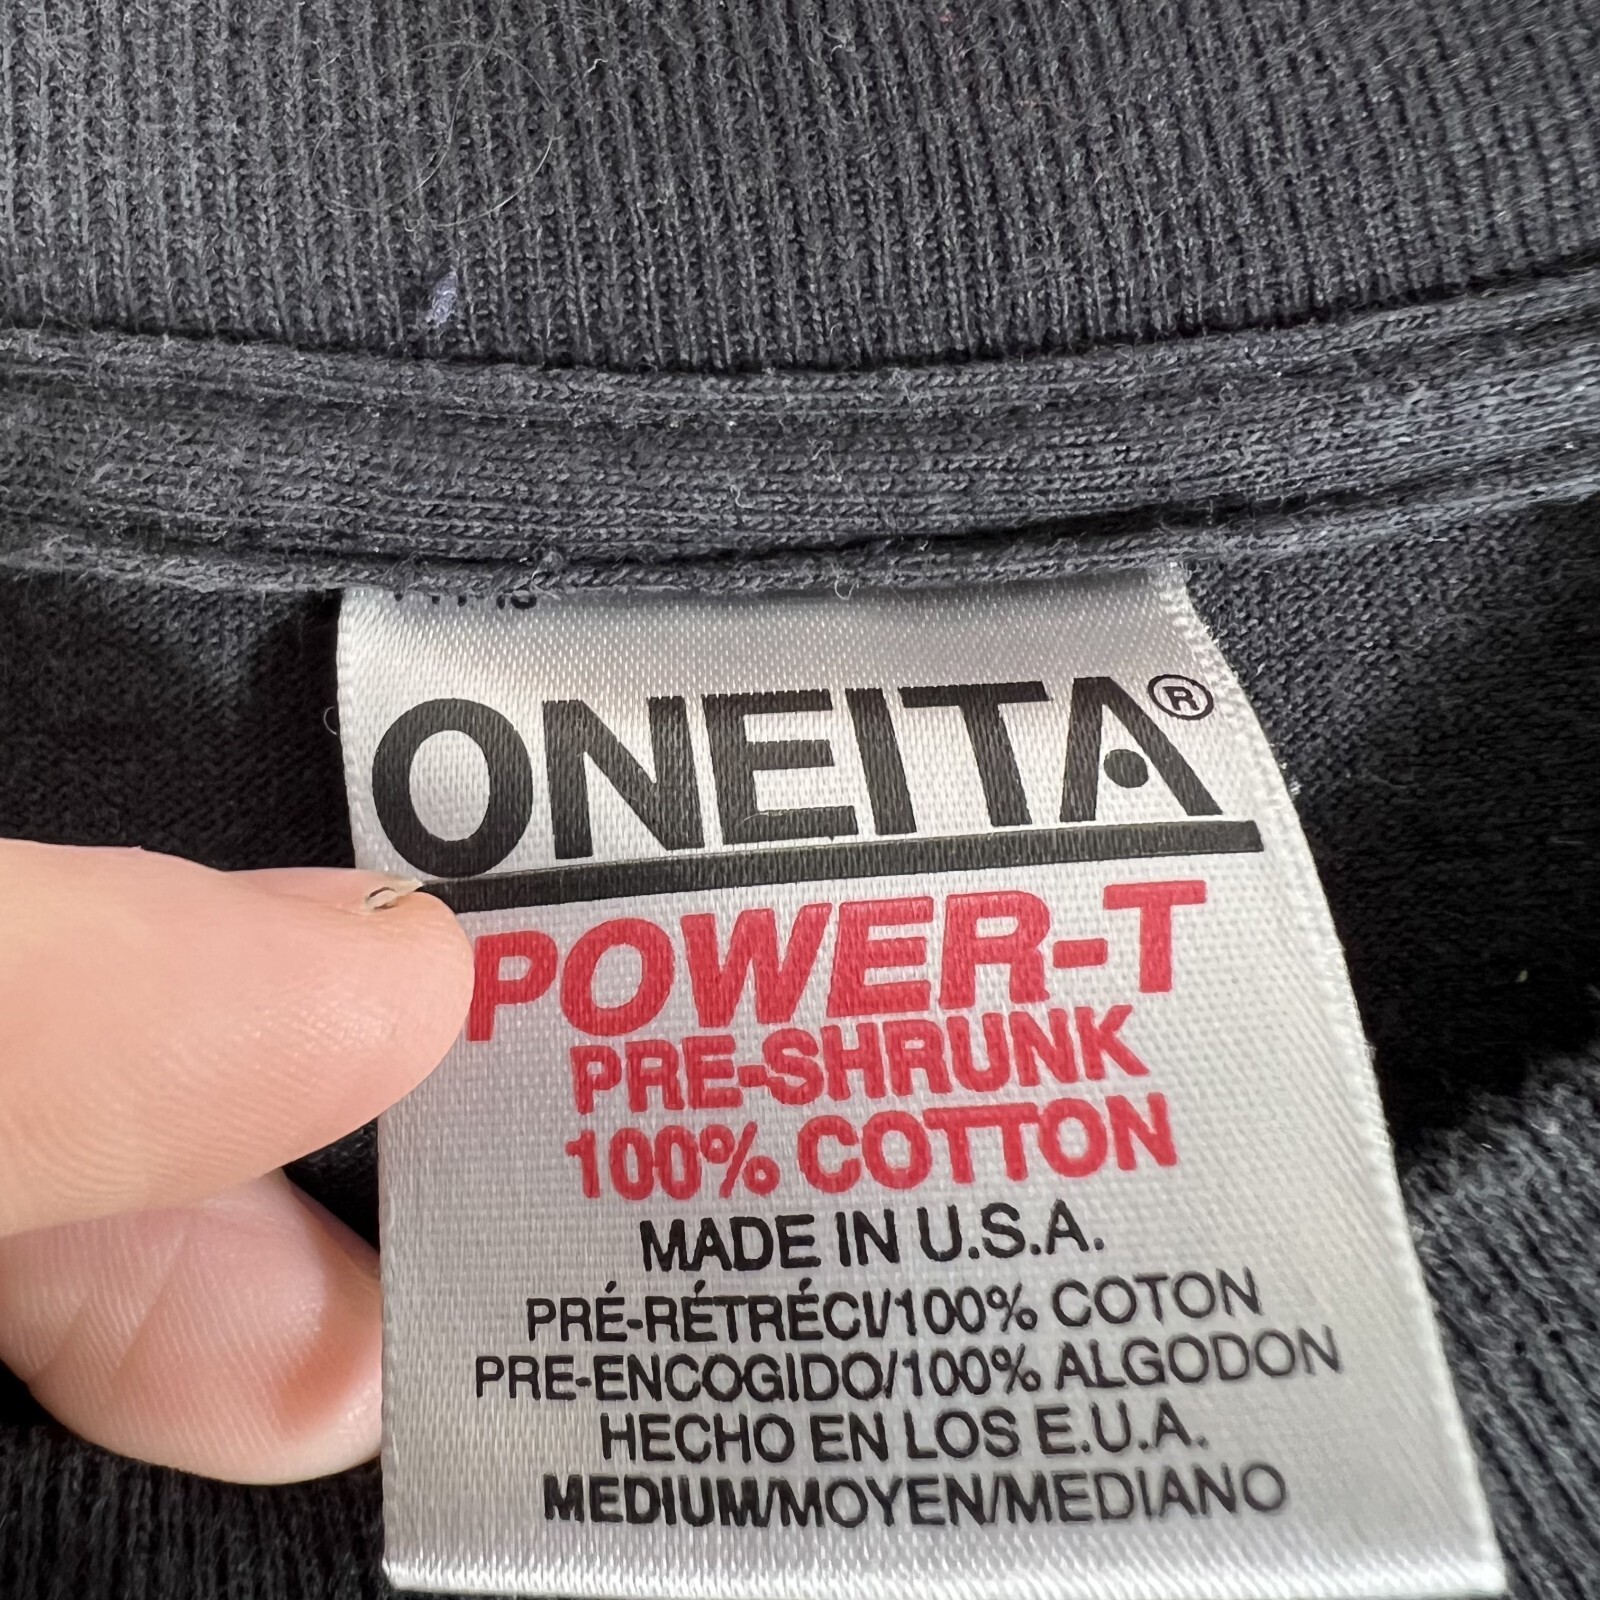 ONEITA®
POWER-T
PRE-SHRUNK
100% COTTON
MADE IN U.S.A.
PRÉ-RÉTRÉCI/100% COTON
PRE-ENCOGIDO/100% ALGODON
HECHO EN LOS E.U.A.
MEDIUM/MOYEN/MEDIANO